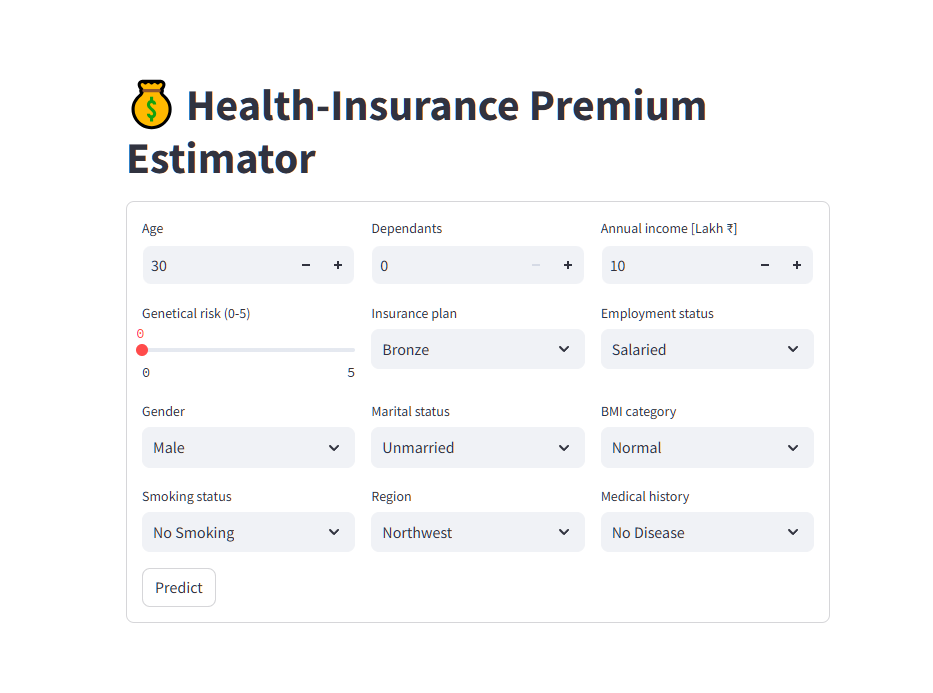 Health-Insurance Premium
Estimator
Age Dependants Annual income [Lakh ₹]
30 0 10
Genetical risk (0-5) Insurance plan Employment status
0
Bronze Salaried
0 5
Gender Marital status BMI category
Male Unmarried Normal
Smoking status Region Medical history
No Smoking Northwest No Disease
Predict